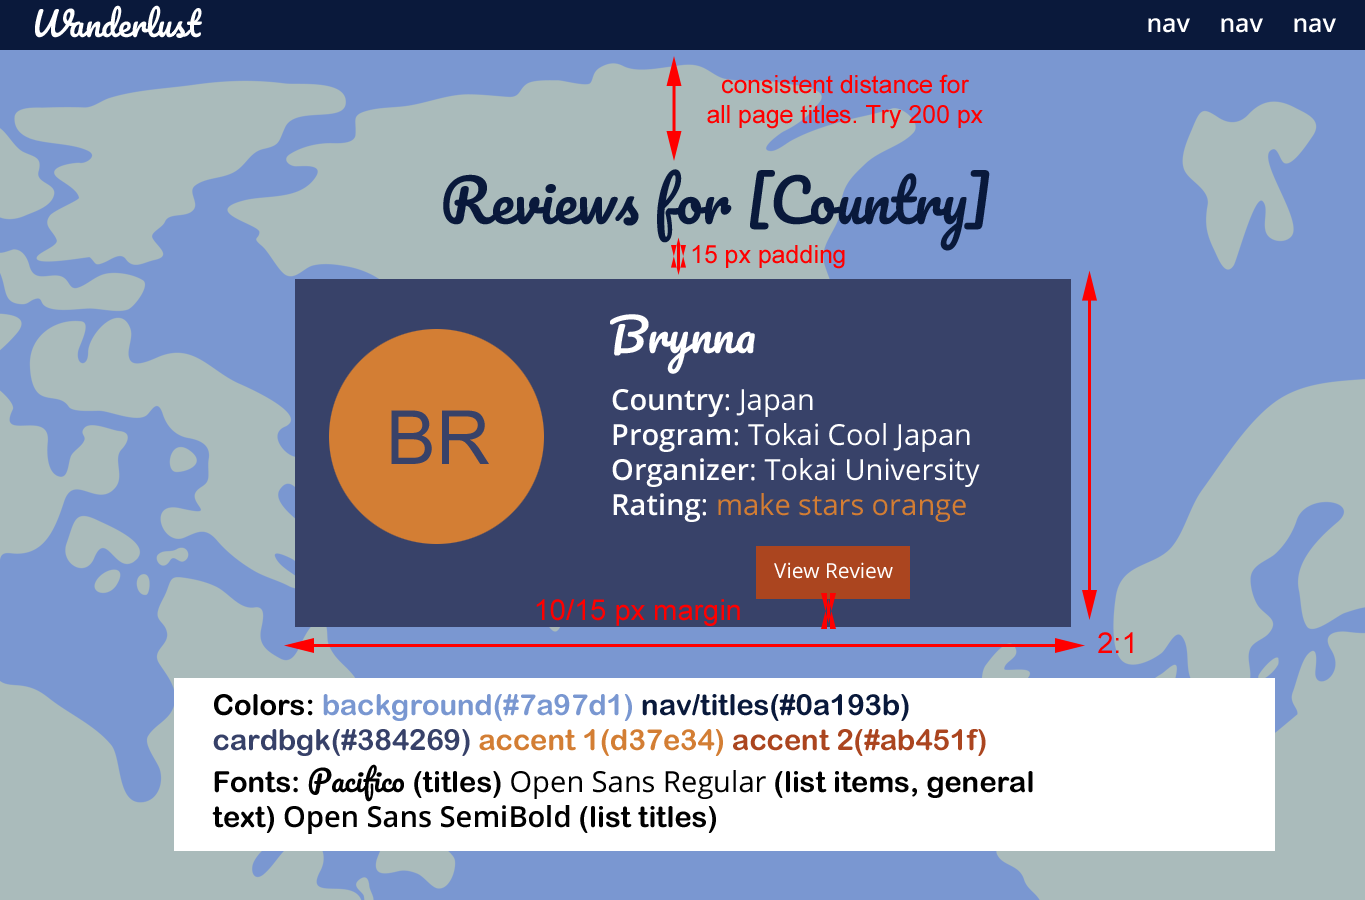 Wanderlust
nav nav nav
consistent distance for
all page titles. Try 200 px
Reviews for [Country]
15 px padding
BR
Brynna
Country: Japan
Program: Tokai Cool Japan
Organizer: Tokai University
Rating: make stars orange
View Review
10/15 px margin
2:1
Colors: background(#7a97d1) nav/titles(#0a193b)
cardbgk(#384269) accent 1(d37e34) accent 2(#ab451f)
Fonts: Pacifico (titles) Open Sans Regular (list items, general
text) Open Sans SemiBold (list titles)